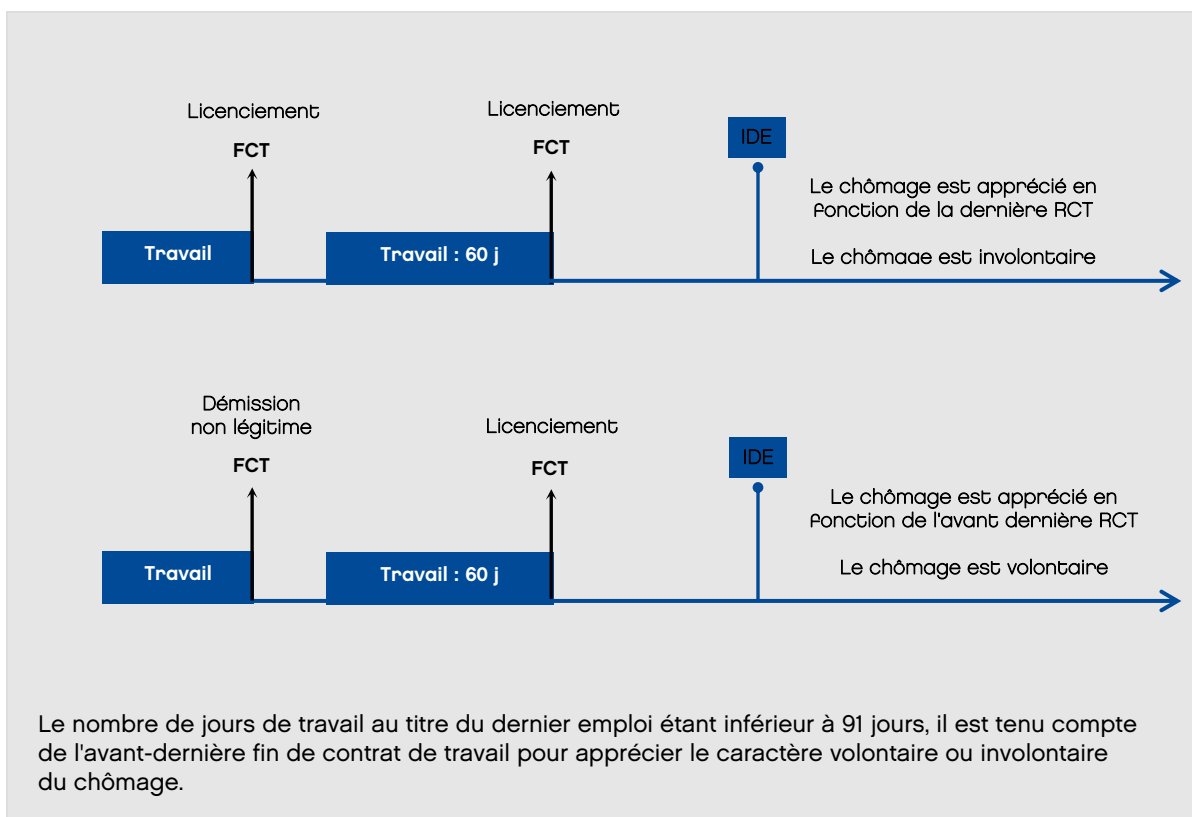 Licenciement
Licenciement
FCT
FCT
IDE
Le chômage est apprécié en
fonction de la dernière RCT
Travail
Travail : 60 j
Le chômage est involontaire
Démission
non légitime
Licenciement
FCT
FCT
IDE
Le chômage est apprécié en
fonction de l'avant dernière RCT
Travail
Travail : 60 j
Le chômage est volontaire
Le nombre de jours de travail au titre du dernier emploi étant inférieur à 91 jours, il est tenu compte
de l'avant-dernière fin de contrat de travail pour apprécier le caractère volontaire ou involontaire
du chômage.